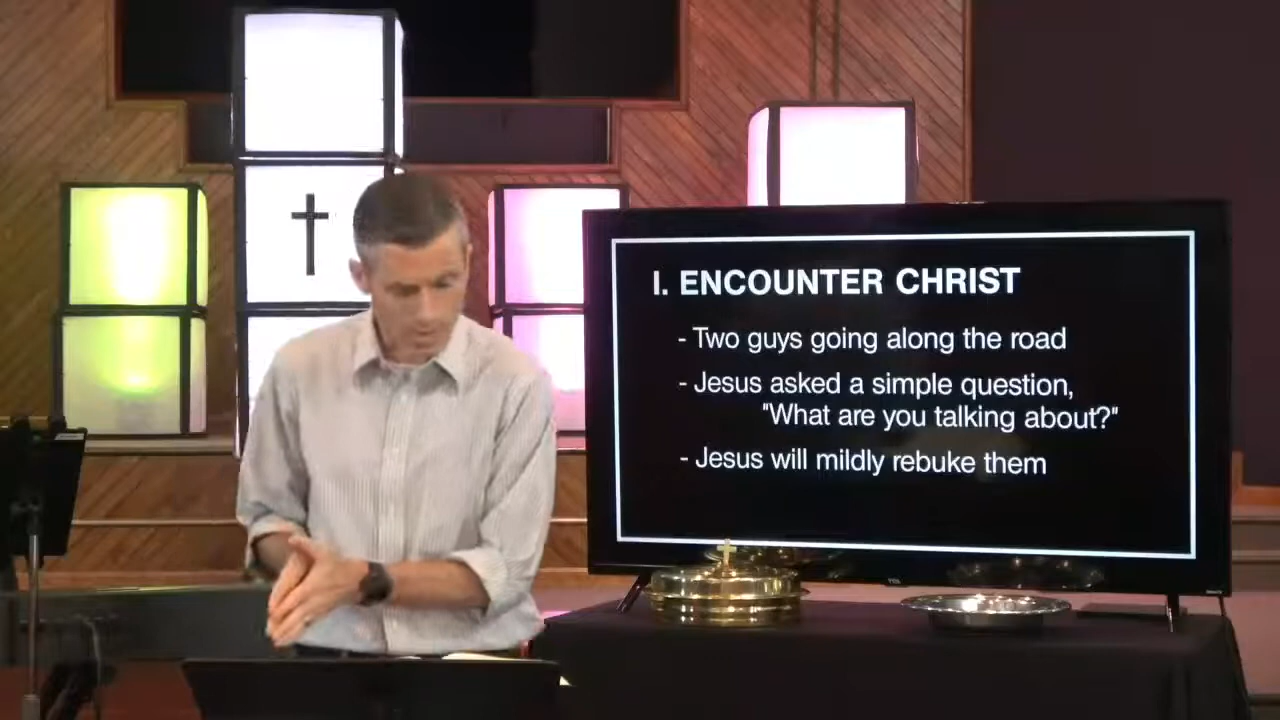 I. ENCOUNTER CHRIST
- Two guys going along the road
- Jesus asked a simple question,
"What are you talking about?"
- Jesus will mildly rebuke them